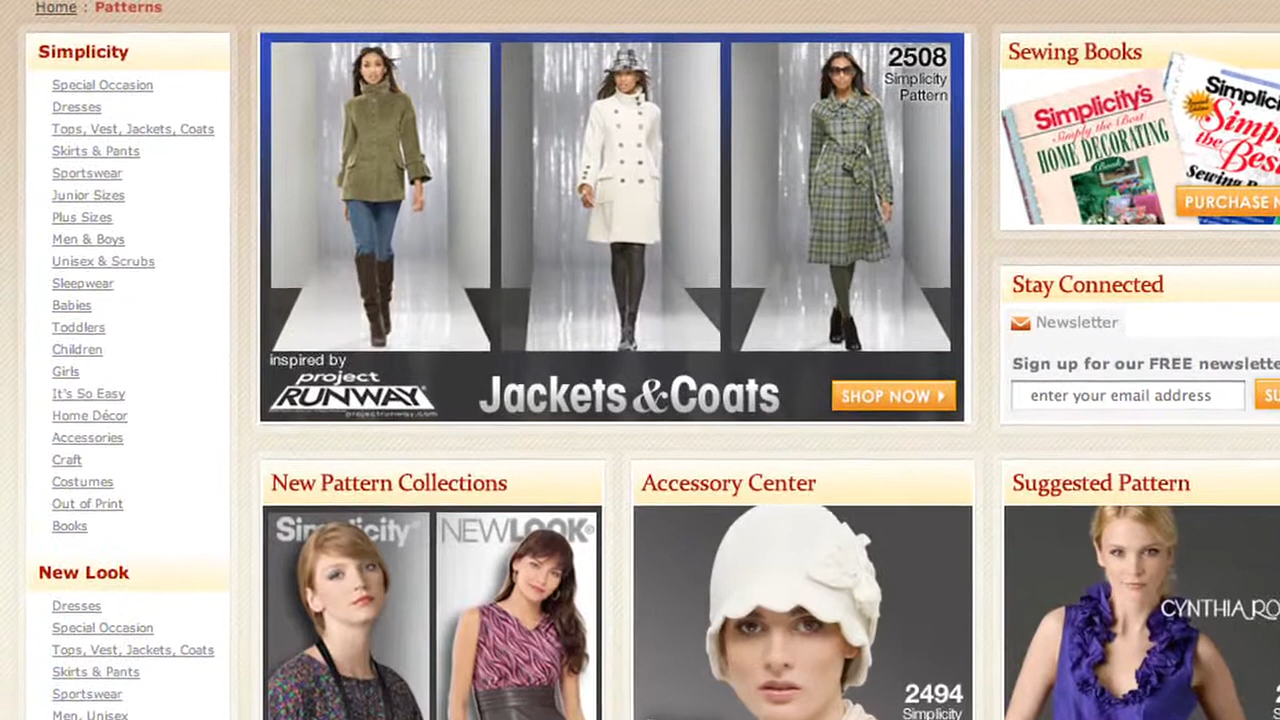 Home : Patterns
Simplicity
Special Occasion
Dresses
Tops, Vest, Jackets, Coats
Skirts & Pants
Sportswear
Junior Sizes
Plus Sizes
Men & Boys
Unisex & Scrubs
Sleepwear
Babies
Toddlers
Children
Girls
It's So Easy
Home Décor
Accessories
Craft
Costumes
Out of Print
Books
New Look
Dresses
Special Occasion
Tops, Vest, Jackets, Coats
Skirts & Pants
Sportswear
Men, Unisex
2508
Simplicity
Pattern
inspired by
project
RUNWAY
projectrunway.com
Jackets & Coats
SHOP NOW
New Pattern Collections
Simplicity
NEW LOOK®
Accessory Center
2494
Simplicity
Sewing Books
Simplicity's
Simply the Best
HOME DECORATING
Book
Simplici
Simp
the
Best
Sewing
PURCHASE N
Stay Connected
Newsletter
Sign up for our FREE newslette
enter your email address
SU
Suggested Pattern
CYNTHIA RO